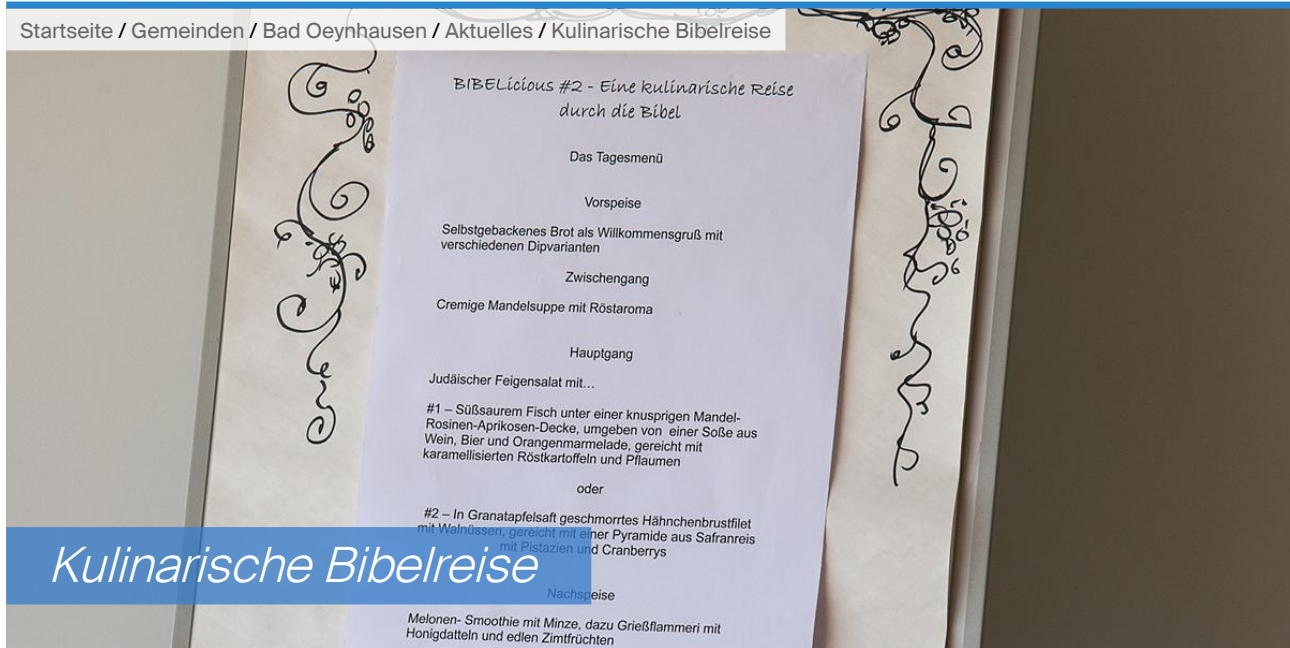 Startseite / Gemeinden / Bad Oeynhausen / Aktuelles / Kulinarische Bibelreise
BIBELicious #2 - Eine kulinarische Reise
durch die Bibel
Das Tagesmenü
Vorspeise
Selbstgebackenes Brot als Willkommensgruß mit
verschiedenen Dipvarianten
Zwischengang
Cremige Mandelsuppe mit Röstaroma
Hauptgang
Judäischer Feigensalat mit...
#1 – Süßsaurem Fisch unter einer knusprigen Mandel-
Rosinen-Aprikosen-Decke, umgeben von einer Soße aus
Wein, Bier und Orangenmarmelade, gereicht mit
karamellisierten Röstkartoffeln und Pflaumen
oder
#2 – In Granatapfelsaft geschmorrtes Hähnchenbrustfilet
mit Walnüssen, gereicht mit einer Pyramide aus Safranreis
mit Pistazien und Cranberrys
Kulinarische Bibelreise
Nachspeise
Melonen- Smoothie mit Minze, dazu Grießflammeri mit
Honigdatteln und edlen Zimtfrüchten